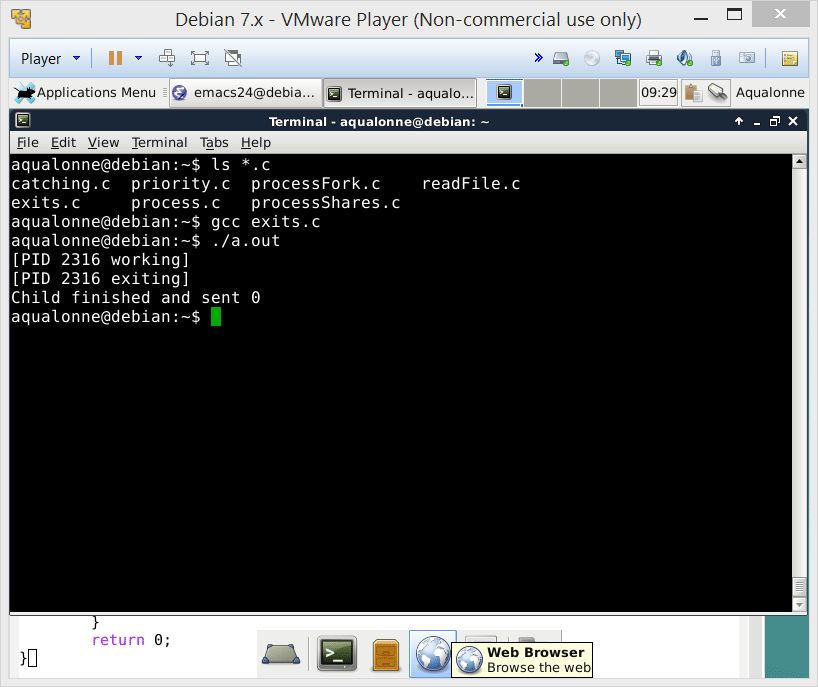 Debian 7.x - VMware Player (Non-commercial use only)
Player
Applications Menu emacs24@debia... Terminal - aqualo... 09:29 Aqualonne
Terminal - aqualonne@debian: ~
File Edit View Terminal Tabs Help
aqualonne@debian:~$ ls *.c
catching.c priority.c processFork.c readFile.c
exits.c process.c processShares.c
aqualonne@debian:~$ gcc exits.c
aqualonne@debian:~$ ./a.out
[PID 2316 working]
[PID 2316 exiting]
Child finished and sent 0
aqualonne@debian:~$
}
return 0;
}
Web Browser
Browse the web